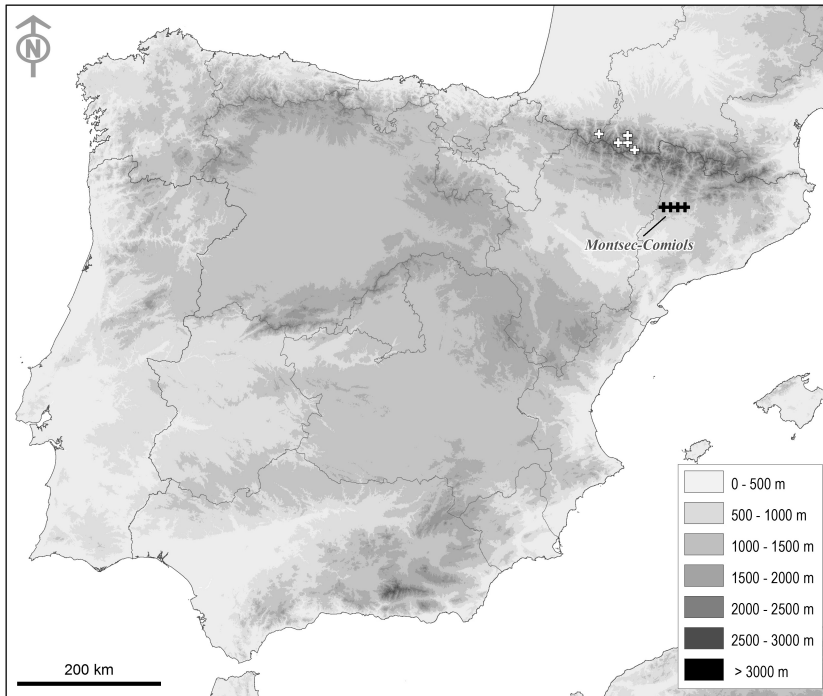 N
Montsec-Comiols
0 - 500 m
500 - 1000 m
1000 - 1500 m
1500 - 2000 m
2000 - 2500 m
2500 - 3000 m
> 3000 m
200 km